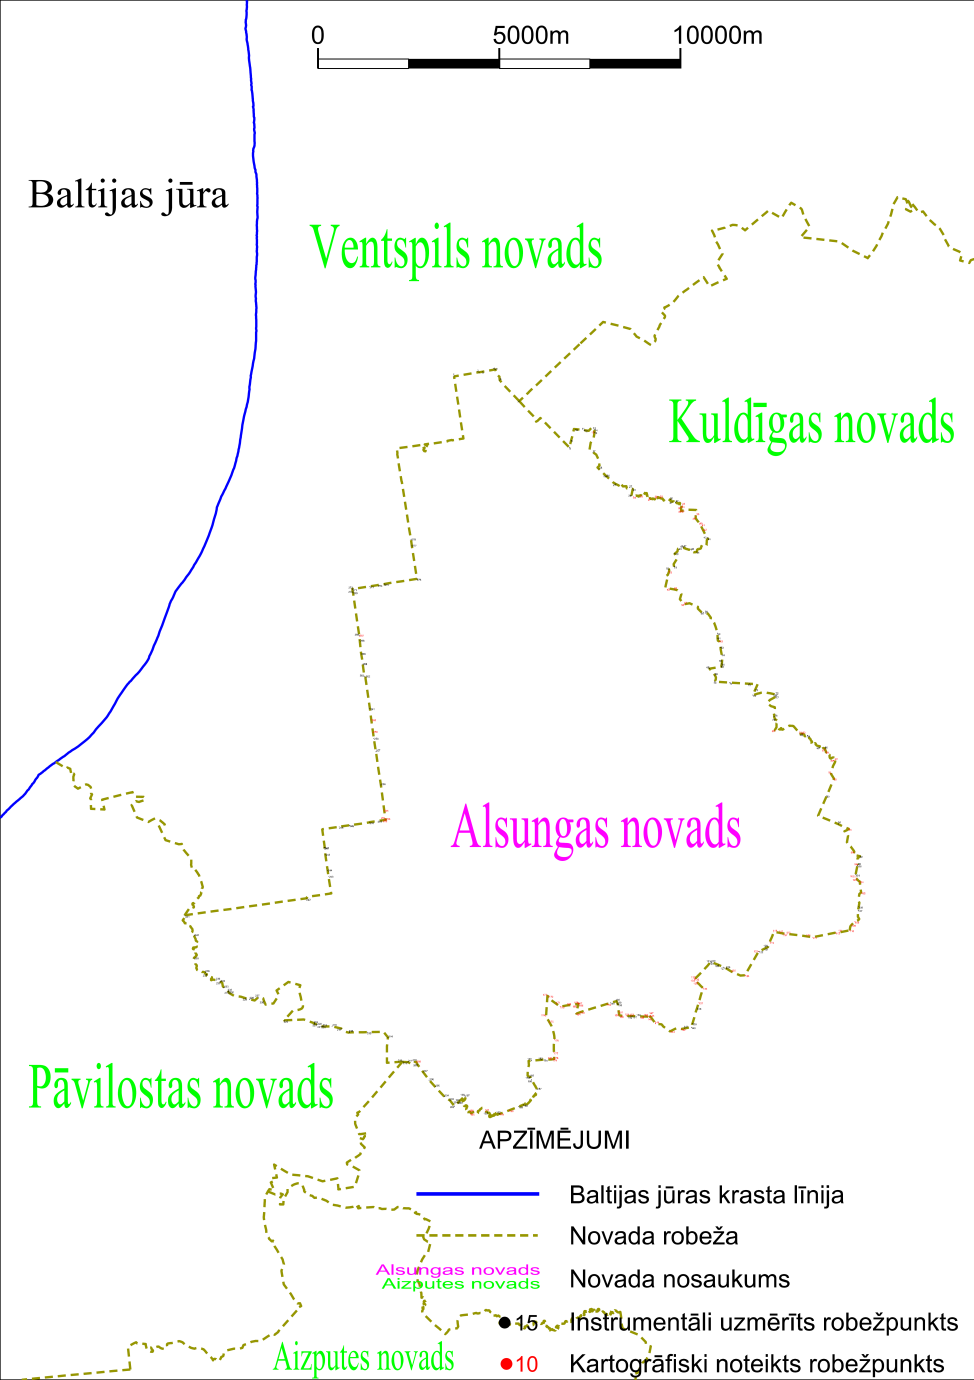 0 5000m 10000m
Baltijas jūra
Ventspils novads
Kuldīgas novads
Alsungas novads
Pāvilostas novads
APZĪMĒJUMI
Baltijas jūras krasta līnija
Novada robeža
Alsungas novads
Aizputes novads
Novada nosaukums
15 Instrumentāli uzmērīts robežpunkts
Aizputes novads
10 Kartogrāfiski noteikts robežpunkts